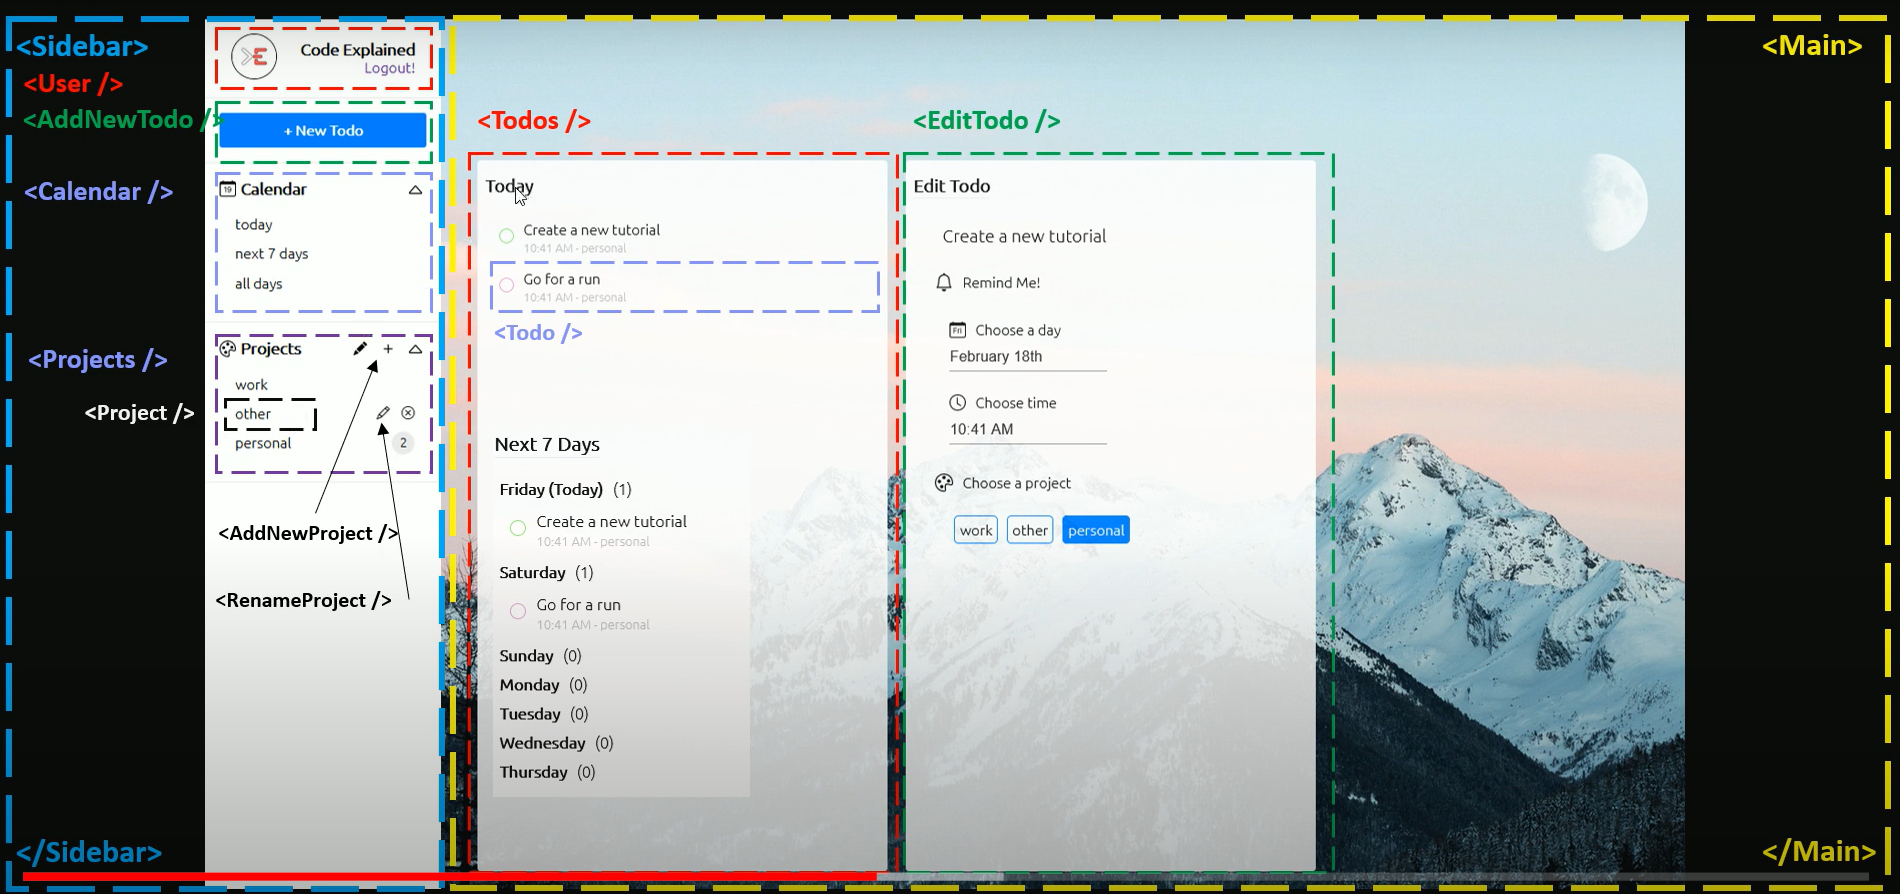 <Sidebar>
<User />
<AddNewTodo />
<Calendar />
<Projects />
<Project />
</Sidebar>
Code Explained
Logout!
+ New Todo
19 Calendar
today
next 7 days
all days
Projects
work
other
personal 2
<AddNewProject />
<RenameProject />
<Main>
<Todos />
Today
Create a new tutorial
10:41 AM - personal
Go for a run
10:41 AM - personal
<Todo />
Next 7 Days
Friday (Today) (1)
Create a new tutorial
10:41 AM - personal
Saturday (1)
Go for a run
10:41 AM - personal
Sunday (0)
Monday (0)
Tuesday (0)
Wednesday (0)
Thursday (0)
<EditTodo />
Edit Todo
Create a new tutorial
Remind Me!
Fri Choose a day
February 18th
Choose time
10:41 AM
Choose a project
work other personal
</Main>